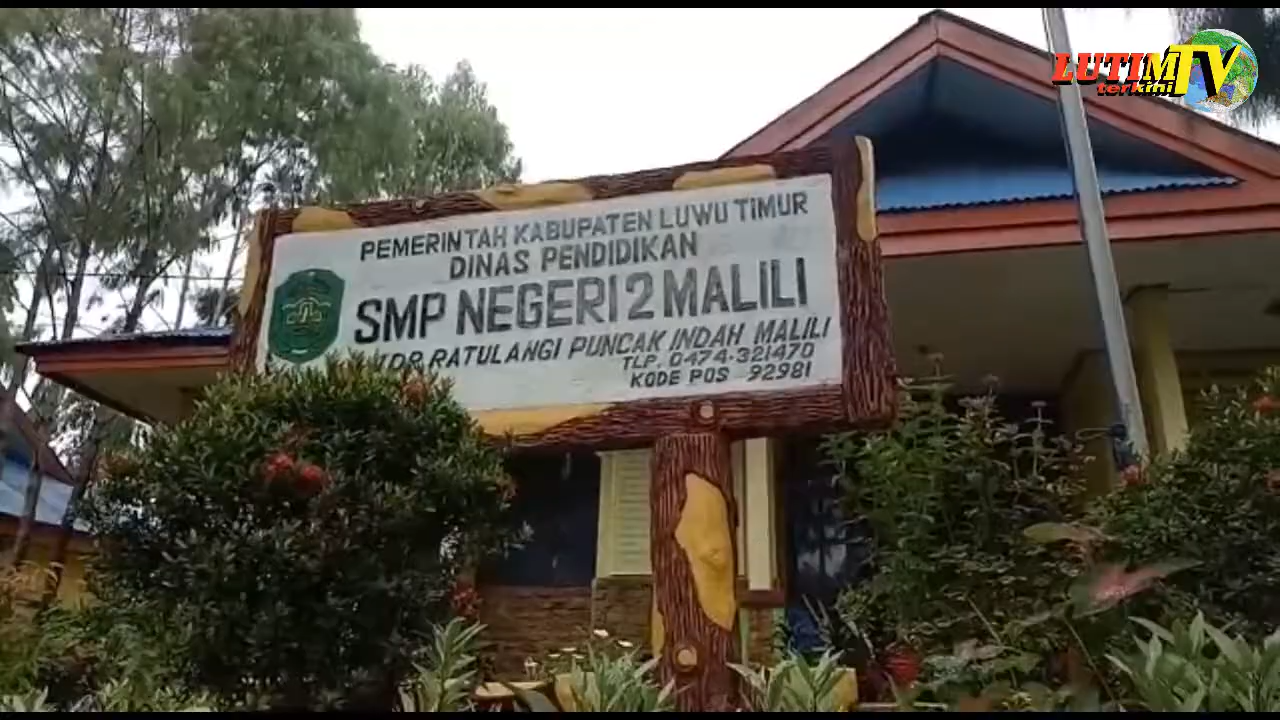 LUTIM TV
terkini
PEMERINTAH KABUPATEN LUWU TIMUR
DINAS PENDIDIKAN
SMP NEGERI 2 MALILI
DR RATULANGI PUNCAK INDAH MALILI
TLP. 0474-321470
KODE POS 92981